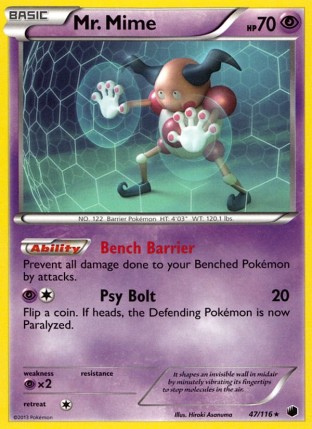 BASIC
Mr. Mime
HP70
NO. 122 Barrier Pokémon HT: 4'03" WT: 120.1 lbs.
Ability Bench Barrier
Prevent all damage done to your Benched Pokémon
by attacks.
Psy Bolt 20
Flip a coin. If heads, the Defending Pokémon is now
Paralyzed.
weakness resistance
×2
retreat
It shapes an invisible wall in midair
by minutely vibrating its fingertips
to stop molecules in the air.
©2013 Pokémon
Illus. Hiroki Asanuma
47/116 ★